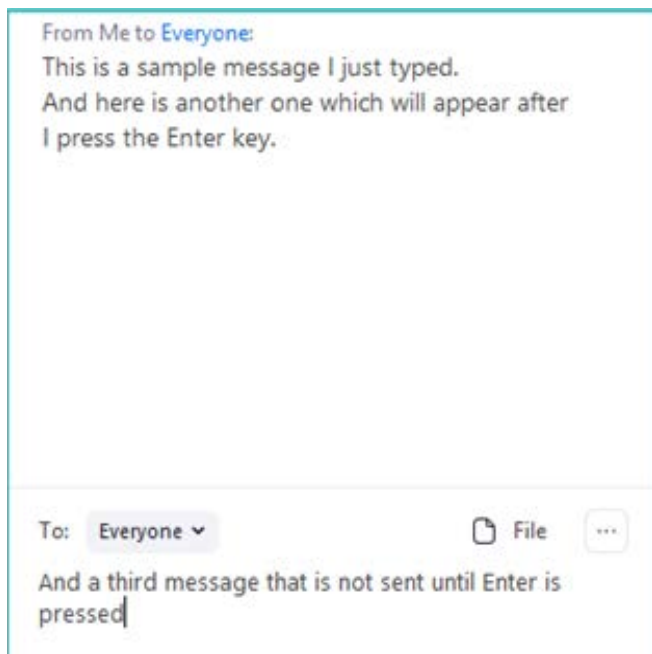 From Me to Everyone:
This is a sample message I just typed.
And here is another one which will appear after
I press the Enter key.
To: Everyone File ...
And a third message that is not sent until Enter is
pressed